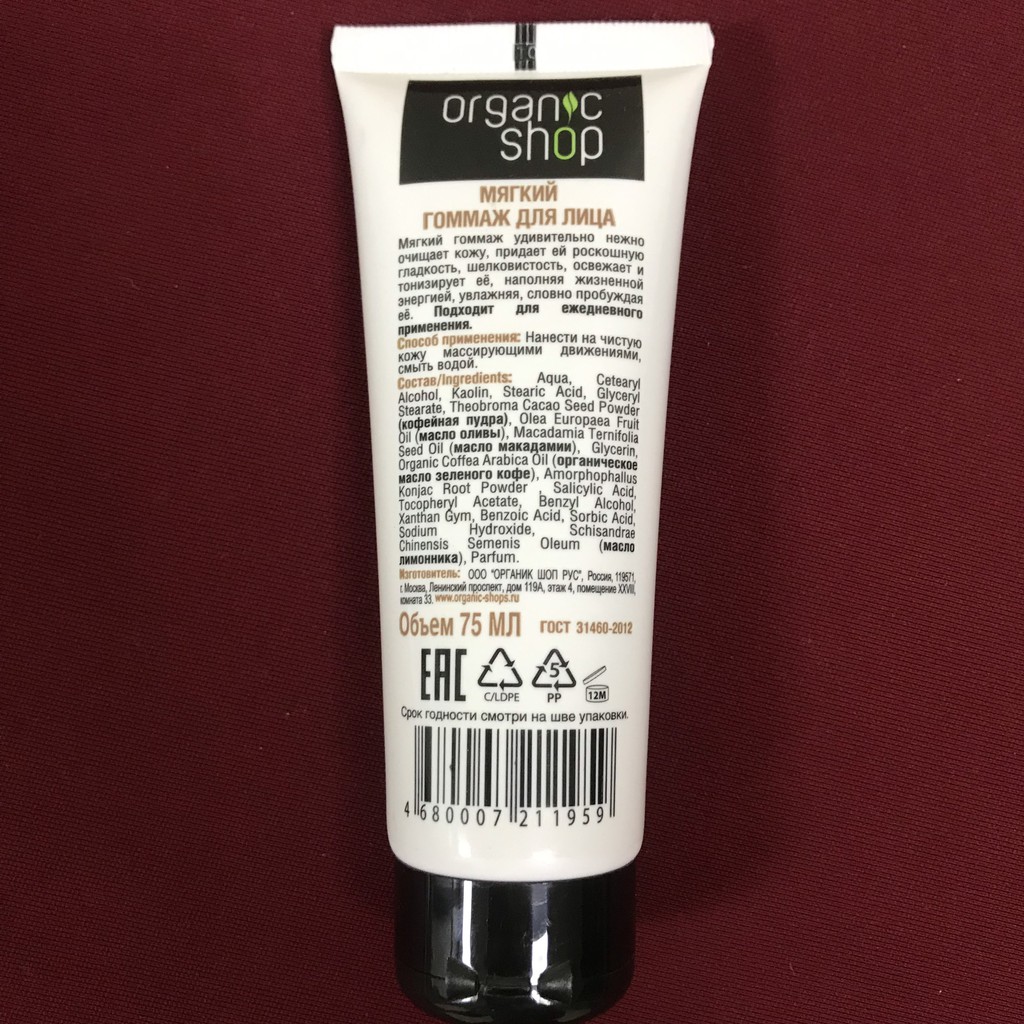 organic
shop
МЯГКИЙ
ГОММАЖ ДЛЯ ЛИЦА
Мягкий гоммаж удивительно нежно
очищает кожу, придает ей роскошную
гладкость, шелковистость, освежает и
тонизирует её, наполняя жизненной
энергией, увлажняя, словно пробуждая
её. Подходит для ежедневного
применения.
Способ применения: Нанести на чистую
кожу массирующими движениями,
смыть водой.
Состав/Ingredients: Aqua, Cetearyl
Alcohol, Kaolin, Stearic Acid, Glyceryl
Stearate, Theobroma Cacao Seed Powder
(кофейная пудра), Olea Europaea Fruit
Oil (масло оливы), Macadamia Ternifolia
Seed Oil (масло макадамии), Glycerin,
Organic Coffea Arabica Oil (органическое
масло зеленого кофе), Amorphophallus
Konjac Root Powder , Salicylic Acid,
Tocopheryl Acetate, Benzyl Alcohol,
Xanthan Gym, Benzoic Acid, Sorbic Acid,
Sodium Hydroxide, Schisandrae
Chinensis Semenis Oleum (масло
лимонника), Parfum.
Изготовитель: ООО "ОРГАНИК ШОП РУС", Россия, 119571,
г. Москва, Ленинский проспект, дом 119А, этаж 4, помещение XXVIII,
комната 33. www.organic-shops.ru
Объем 75 МЛ ГОСТ 31460-2012
EAC 5 12M
C/LDPE PP
Срок годности смотри на шве упаковки.
4 680007 211959